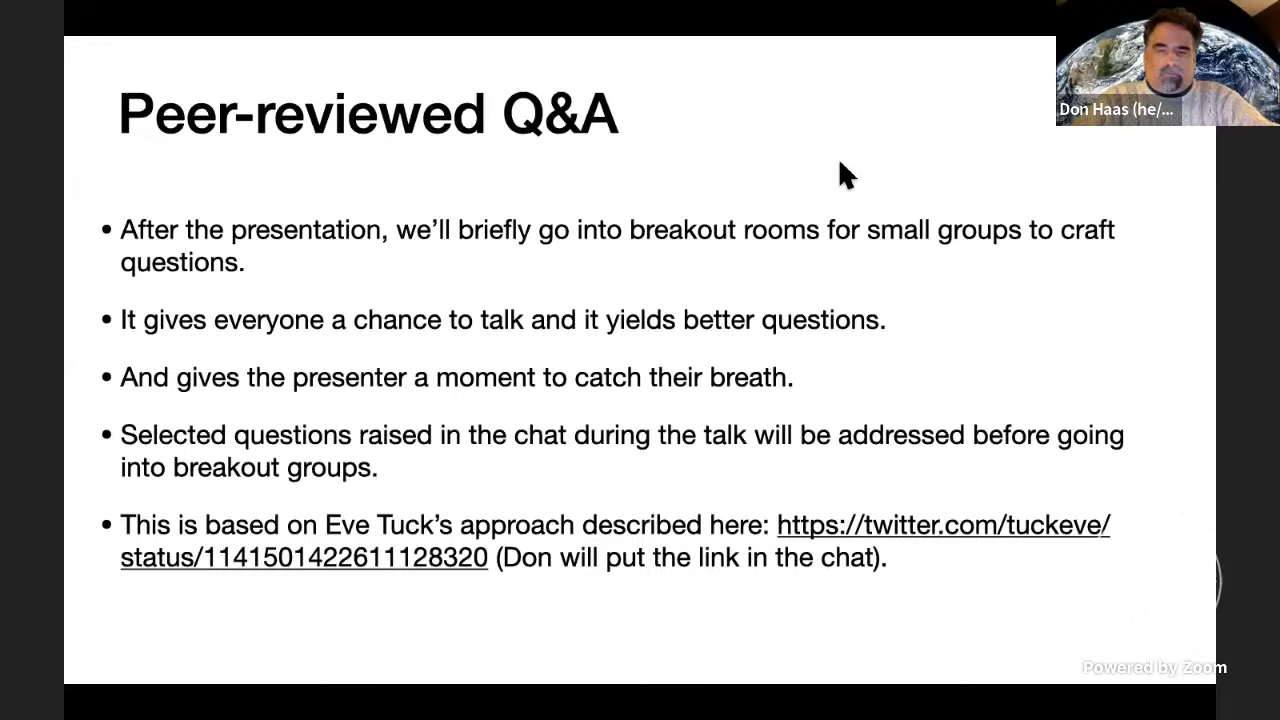 Peer-reviewed Q&A
Don Haas (he/...
• After the presentation, we’ll briefly go into breakout rooms for small groups to craft
questions.
• It gives everyone a chance to talk and it yields better questions.
• And gives the presenter a moment to catch their breath.
• Selected questions raised in the chat during the talk will be addressed before going
into breakout groups.
• This is based on Eve Tuck’s approach described here: https://twitter.com/tuckeve/
status/1141501422611128320 (Don will put the link in the chat).
Powered by Zoom